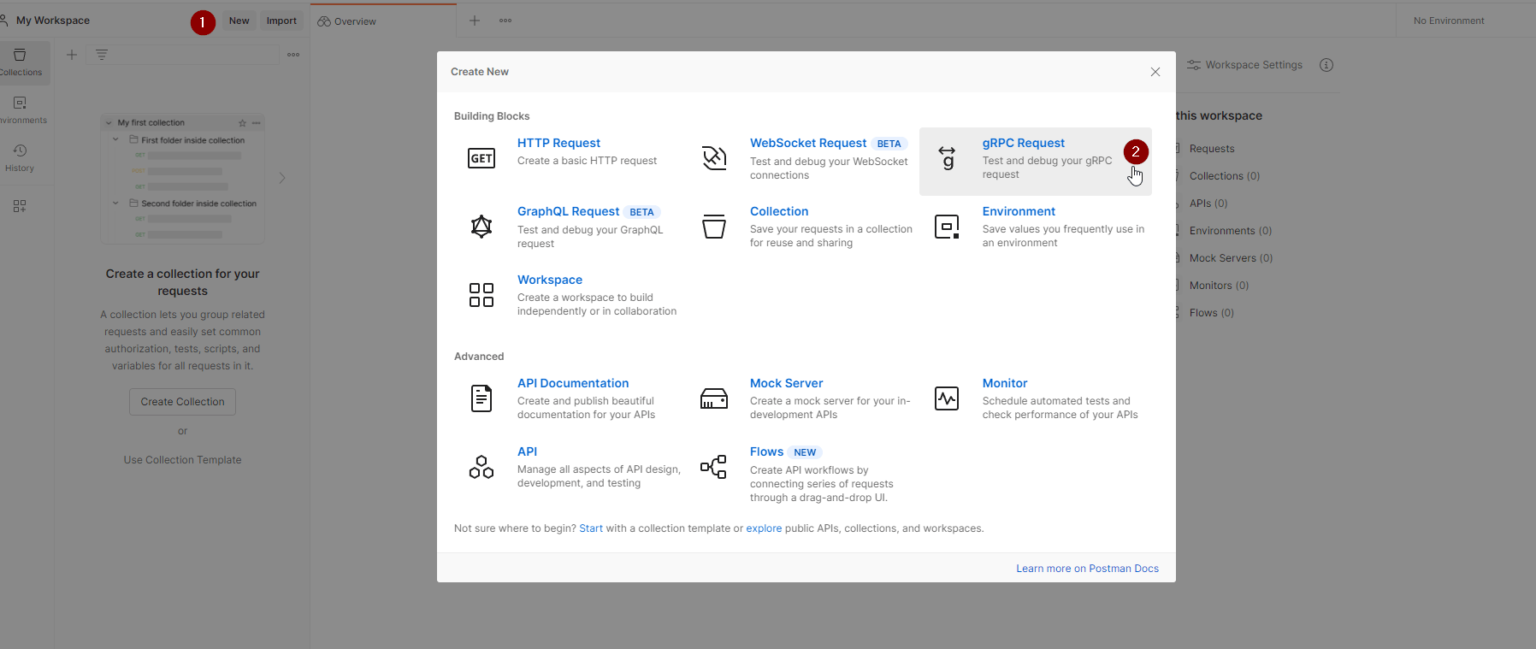 My Workspace
1
New
Import
Overview
No Environment
Collections
Environments
History
My first collection
First folder inside collection
GET
GET
GET
Second folder inside collection
GET
GET
Create a collection for your
requests
A collection lets you group related
requests and easily set common
authorization, tests, scripts, and
variables for all requests in it.
Create Collection
or
Use Collection Template
Create New
Building Blocks
GET
HTTP Request
Create a basic HTTP request
WebSocket Request BETA
Test and debug your WebSocket
connections
g
gRPC Request
Test and debug your gRPC
request
2
GraphQL Request BETA
Test and debug your GraphQL
request
Collection
Save your requests in a collection
for reuse and sharing
Environment
Save values you frequently use in
an environment
Workspace
Create a workspace to build
independently or in collaboration
Advanced
API Documentation
Create and publish beautiful
documentation for your APIs
Mock Server
Create a mock server for your in-
development APIs
Monitor
Schedule automated tests and
check performance of your APIs
API
Manage all aspects of API design,
development, and testing
Flows NEW
Create API workflows by
connecting series of requests
through a drag-and-drop UI.
Not sure where to begin? Start with a collection template or explore public APIs, collections, and workspaces.
Learn more on Postman Docs
Workspace Settings
this workspace
Requests
Collections (0)
APIs (0)
Environments (0)
Mock Servers (0)
Monitors (0)
Flows (0)